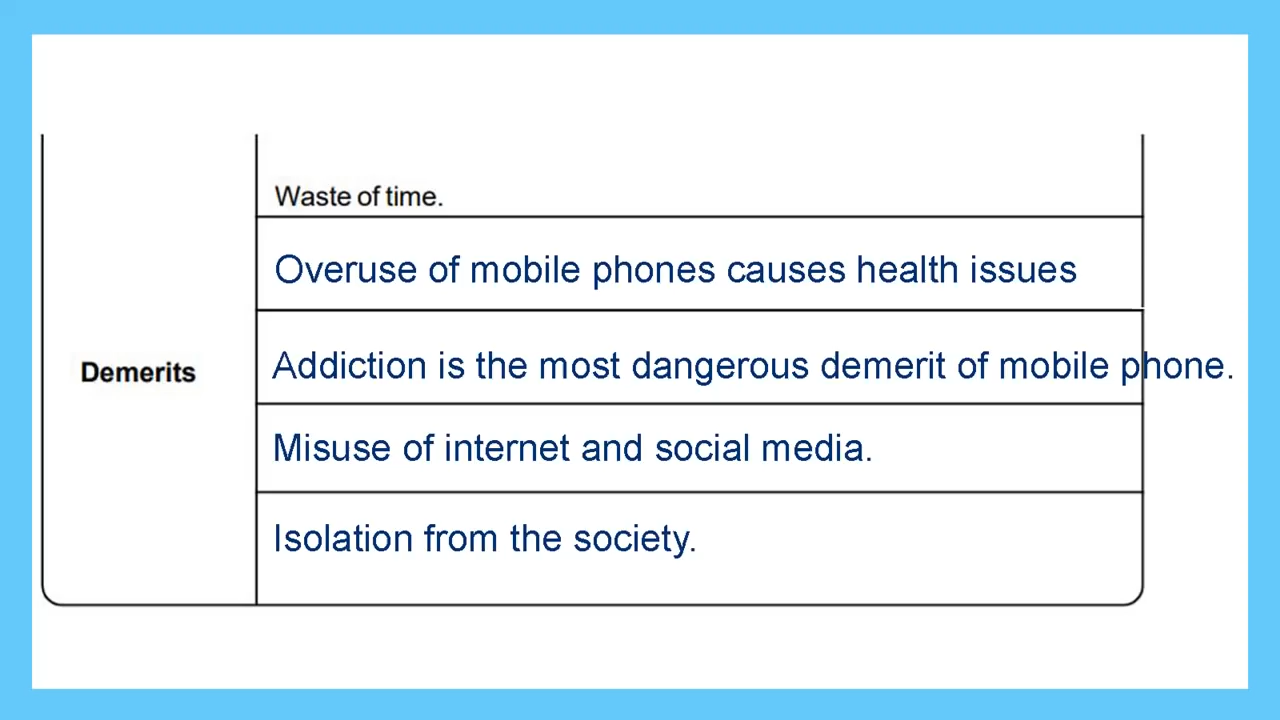 Waste of time.
Overuse of mobile phones causes health issues
Demerits
Addiction is the most dangerous demerit of mobile phone.
Misuse of internet and social media.
Isolation from the society.